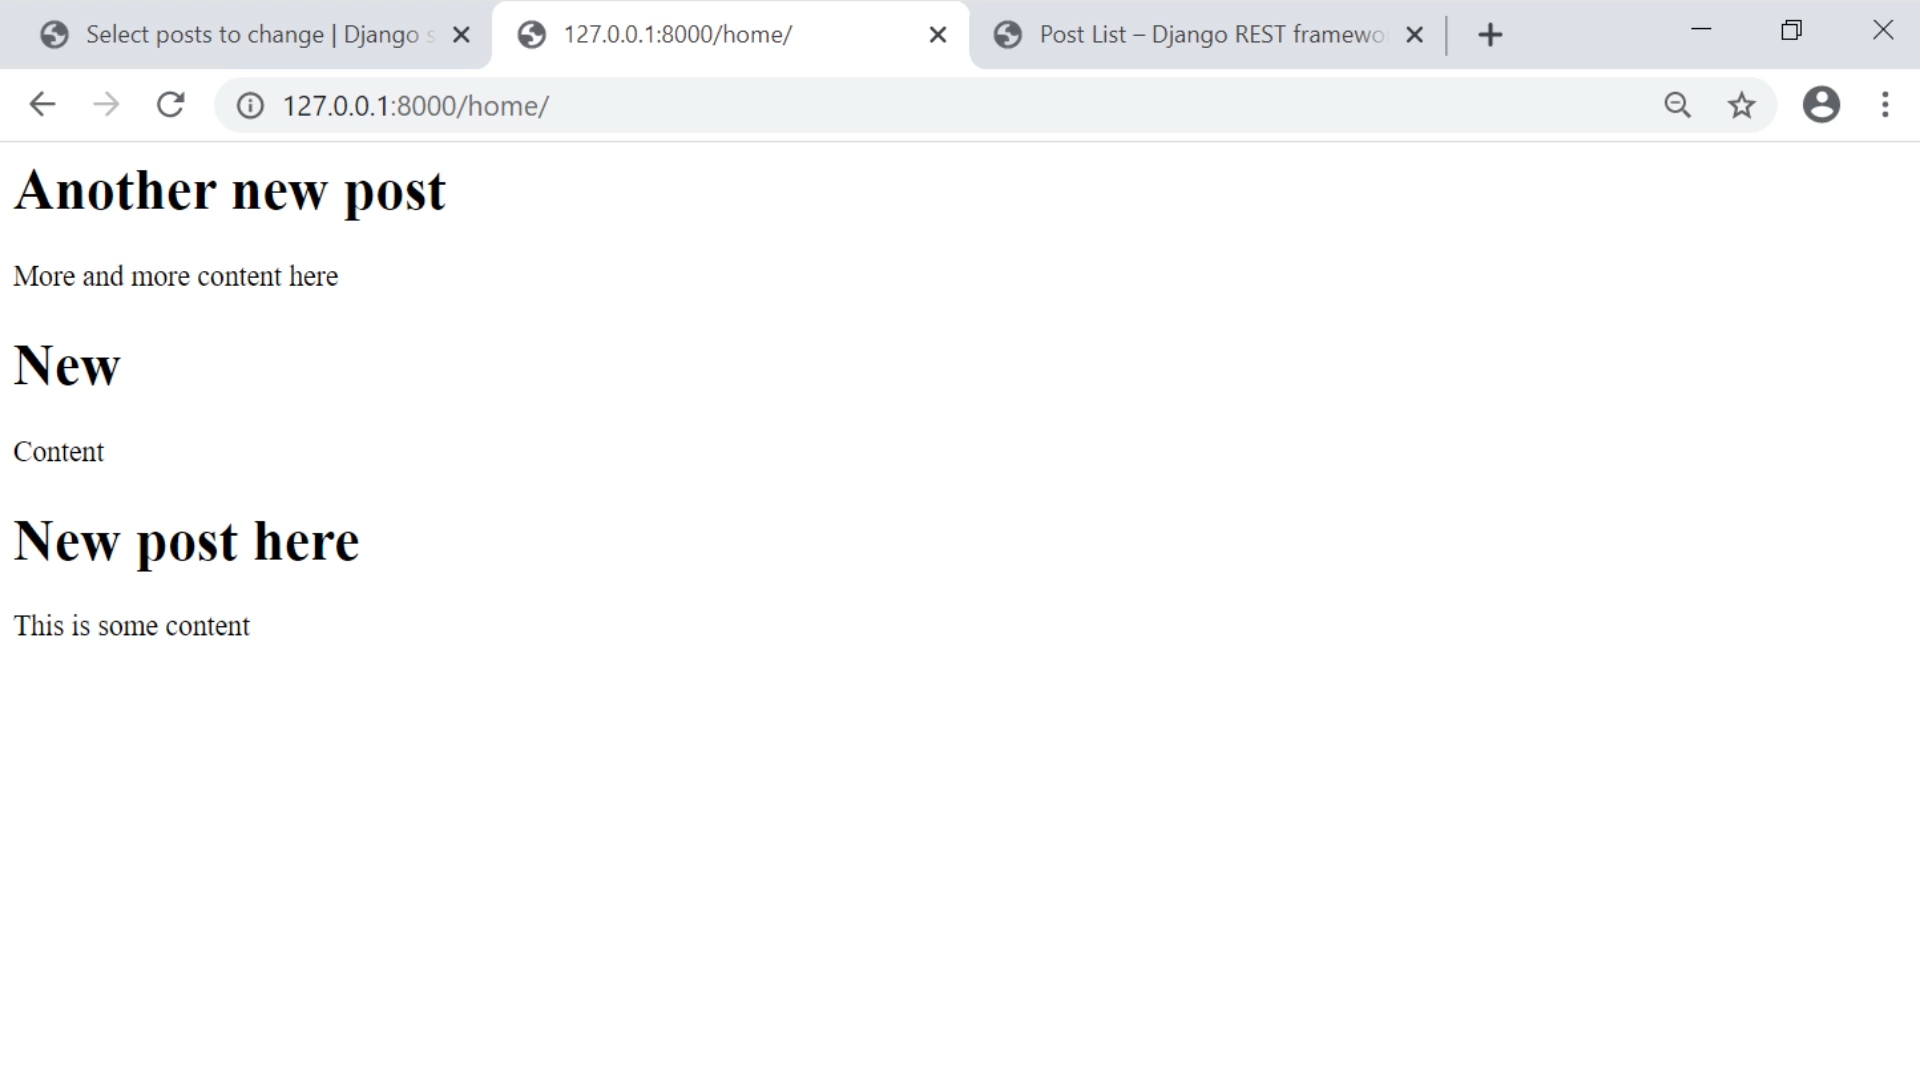 Select posts to change | Django s
127.0.0.1:8000/home/
Post List – Django REST framewo
127.0.0.1:8000/home/
Another new post
More and more content here
New
Content
New post here
This is some content